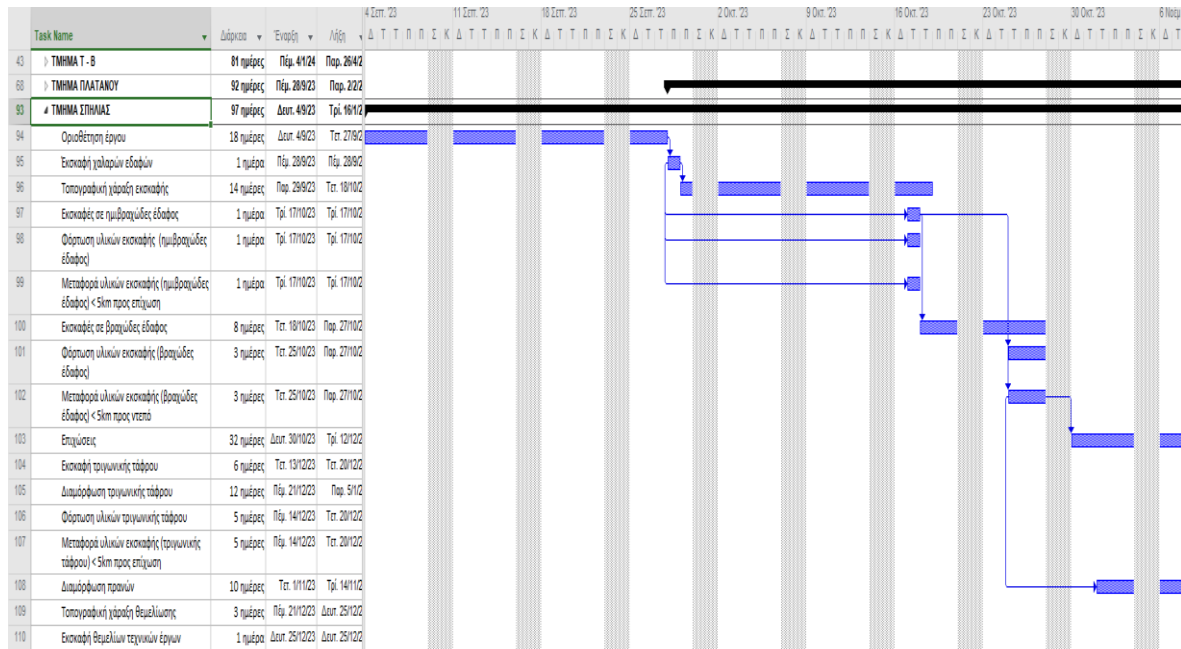 4 Σεπτ. '23 11 Σεπτ. '23 18 Σεπτ. '23 25 Σεπτ. '23 2 Οκτ. '23 9 Οκτ. '23 16 Οκτ. '23 23 Οκτ. '23 30 Οκτ. '23 6 Νοεμ
Task Name Διάρκεια Έναρξη Λήξη Δ Τ Τ Π Π Σ Κ Δ Τ Τ Π Π Σ Κ Δ Τ Τ Π Π Σ Κ Δ Τ Τ Π Π Σ Κ Δ Τ Τ Π Π Σ Κ Δ Τ Τ Π Π Σ Κ Δ Τ Τ Π Π Σ Κ Δ Τ Τ Π Π Σ Κ Δ Τ Τ Π Π Σ Κ Δ Τ
43 ΤΜΗΜΑ Τ - Β 81 ημέρες Πέμ. 4/1/24 Παρ. 26/4/2
68 ΤΜΗΜΑ ΠΛΑΤΑΝΟΥ 92 ημέρες Πέμ. 28/9/23 Παρ. 2/2/2
93 ΤΜΗΜΑ ΣΠΗΛΙΑΣ 97 ημέρες Δευτ. 4/9/23 Τρί. 16/1/2
94 Οριοθέτηση έργου 18 ημέρες Δευτ. 4/9/23 Τετ. 27/9/2
95 Έκσκαφή χαλαρών εδαφών 1 ημέρα Πέμ. 28/9/23 Πέμ. 28/9/2
96 Τοπογραφική χάραξη εκσκαφής 14 ημέρες Παρ. 29/9/23 Τετ. 18/10/2
97 Εκσκαφές σε ημιβραχώδες έδαφος 1 ημέρα Τρί. 17/10/23 Τρί. 17/10/2
98 Φόρτωση υλικών εκσκαφής (ημιβραχώδες
έδαφος) 1 ημέρα Τρί. 17/10/23 Τρί. 17/10/2
99 Μεταφορά υλικών εκσκαφής (ημιβραχώδες
έδαφος) < 5km προς επίχωση 1 ημέρα Τρί. 17/10/23 Τρί. 17/10/2
100 Εκσκαφές σε βραχώδες έδαφος 8 ημέρες Τετ. 18/10/23 Παρ. 27/10/2
101 Φόρτωση υλικών εκσκαφής (βραχώδες
έδαφος) 3 ημέρες Τετ. 25/10/23 Παρ. 27/10/2
102 Μεταφορά υλικών εκσκαφής (βραχώδες
έδαφος) < 5km προς ντεπό 3 ημέρες Τετ. 25/10/23 Παρ. 27/10/2
103 Επιχώσεις 32 ημέρες Δευτ. 30/10/23 Τρί. 12/12/2
104 Εκσκαφή τριγωνικής τάφρου 6 ημέρες Τετ. 13/12/23 Τετ. 20/12/2
105 Διαμόρφωση τριγωνικής τάφρου 12 ημέρες Πέμ. 21/12/23 Παρ. 5/1/2
106 Φόρτωση υλικών τριγωνικής τάφρου 5 ημέρες Πέμ. 14/12/23 Τετ. 20/12/2
107 Μεταφορά υλικών εκσκαφής (τριγωνικής
τάφρου) < 5km προς επίχωση 5 ημέρες Πέμ. 14/12/23 Τετ. 20/12/2
108 Διαμόρφωση πρανών 10 ημέρες Τετ. 1/11/23 Τρί. 14/11/2
109 Τοπογραφική χάραξη θεμελίωσης 3 ημέρες Πέμ. 21/12/23 Δευτ. 25/12/2
110 Εκσκαφή θεμελίων τεχνικών έργων 1 ημέρα Δευτ. 25/12/23 Δευτ. 25/12/2